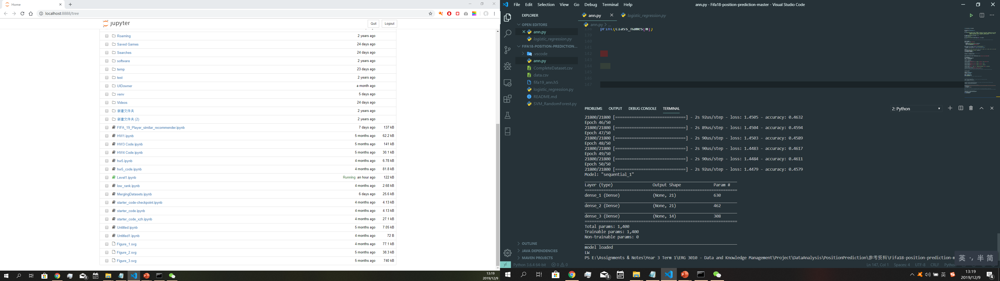 Home
localhost:8888/tree
jupyter
Quit
Logout
Roaming 2 years ago
Saved Games 24 days ago
Searches 24 days ago
software 2 years ago
temp 23 days ago
test 2 years ago
UIDowner a month ago
venv 5 days ago
Videos 24 days ago
新建文件夹 2 years ago
新建文件夹 (2) 2 years ago
FIFA_19_Player_similar_recommender.ipynb 7 days ago 137 kB
HW1.ipynb 5 months ago 62.2 kB
HW3 Code.ipynb 5 months ago 141 kB
HW4 Code.ipynb 5 months ago 30.1 kB
hw5.ipynb 4 months ago 6.78 kB
hw5_code.ipynb 4 months ago 81.8 kB
Level1.ipynb Running an hour ago 122 kB
low_rank.ipynb 4 months ago 2.68 kB
MergingDatasets.ipynb 6 days ago 25.6 kB
starter_code-checkpoint.ipynb 4 months ago 4.13 kB
starter_code.ipynb 4 months ago 4.13 kB
starter_code_xzh.ipynb 4 months ago 27.1 kB
Untitled.ipynb 5 months ago 7.05 kB
Untitled1.ipynb 4 months ago 72 B
Figure_1.svg 4 months ago 77.1 kB
Figure_2.svg 5 months ago 38.3 kB
Figure_3.svg 5 months ago 740 kB
3
13:19
2019/12/9
File Edit Selection View Go Debug Terminal Help
ann.py - Fifa18-position-prediction-master - Visual Studio Code
EXPLORER
OPEN EDITORS
ann.py
logistic_regression.py
FIFA18-POSITION-PREDICTION...
.vscode
ann.py
CompleteDataset.csv
data.csv
fifa19_ann.h5
logistic_regression.py
README.md
SVM_RandomForest.py
OUTLINE
JAVA DEPENDENCIES
MAVEN PROJECTS
ann.py logistic_regression.py
ann.py > ...
138 print(class_names[m])
139
140
141
142
143
144
145
146
147
PROBLEMS OUTPUT DEBUG CONSOLE TERMINAL
2: Python
21800/21800 [==============================] - 2s 92us/step - loss: 1.4505 - accuracy: 0.4632
Epoch 46/50
21800/21800 [==============================] - 2s 89us/step - loss: 1.4504 - accuracy: 0.4594
Epoch 47/50
21800/21800 [==============================] - 2s 90us/step - loss: 1.4503 - accuracy: 0.4589
Epoch 48/50
21800/21800 [==============================] - 2s 90us/step - loss: 1.4483 - accuracy: 0.4617
Epoch 49/50
21800/21800 [==============================] - 2s 90us/step - loss: 1.4484 - accuracy: 0.4611
Epoch 50/50
21800/21800 [==============================] - 2s 92us/step - loss: 1.4479 - accuracy: 0.4579
Model: "sequential_1"
Layer (type) Output Shape Param #
=================================================================
dense_1 (Dense) (None, 21) 630
dense_2 (Dense) (None, 21) 462
dense_3 (Dense) (None, 14) 308
=================================================================
Total params: 1,400
Trainable params: 1,400
Non-trainable params: 0
model loaded
LW
PS E:\Assignments & Notes\Year 3 Term 1\ERG 3010 - Data and Knowledge Management\Project\DataAnalysis\PositionPrediction\参考资料\Fifa18-position-prediction-m
英 半 简
Python 3.6.4 64-bit 0 0
Ln 147, Col 1 Spaces: 4 UTF-8 CRLF Python
3
英
13:19
2019/12/9
4